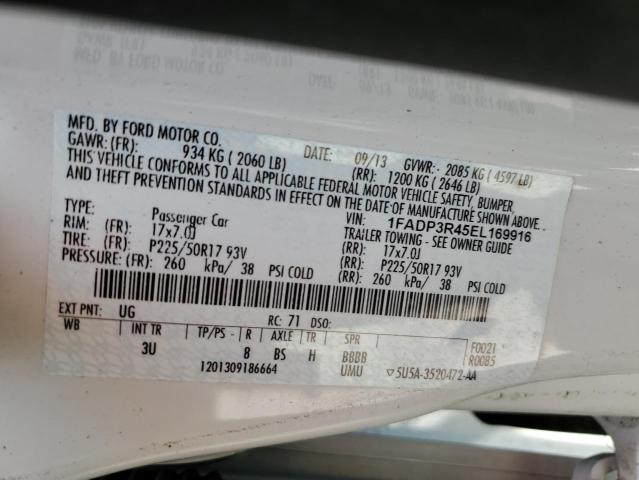 MFD. BY FORD MOTOR CO.
DATE: 09/13 GVWR: 2085 KG ( 4597 LB)
GAWR: (FR): 934 KG ( 2060 LB) (RR): 1200 KG ( 2646 LB)
THIS VEHICLE CONFORMS TO ALL APPLICABLE FEDERAL MOTOR VEHICLE SAFETY, BUMPER,
AND THEFT PREVENTION STANDARDS IN EFFECT ON THE DATE OF MANUFACTURE SHOWN ABOVE.
VIN: 1FADP3R45EL169916
TYPE: Passenger Car TRAILER TOWING - SEE OWNER GUIDE
RIM: (FR): 17x7.0J (RR): 17x7.0J
TIRE: (FR): P225/50R17 93V (RR): P225/50R17 93V
PRESSURE: (FR): 260 kPa/ 38 PSI COLD (RR): 260 kPa/ 38 PSI COLD
EXT PNT: UG RC: 71 DSO:
WB INT TR TP/PS R AXLE TR SPR F0021
3U 8 BS H BBBB R0085
1201309186664 UMU ▽5U5A-3520472-AA